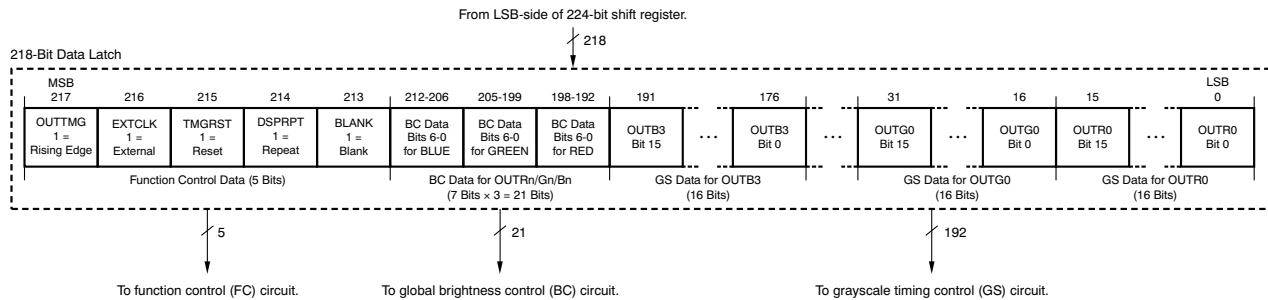 From LSB-side of 224-bit shift register.
218
218-Bit Data Latch
MSB
LSB
217 216 215 214 213 212-206 205-199 198-192 191 176 31 16 15 0
OUTTMG EXTCLK TMGRST DSPRPT BLANK BC Data BC Data BC Data OUTB3 OUTB3 OUTG0 OUTG0 OUTR0 OUTR0
1 = 1 = 1 = 1 = 1 = Bits 6-0 Bits 6-0 Bits 6-0 Bit 15 ... Bit 0 ... Bit 15 ... Bit 0 Bit 15 ... Bit 0
Rising Edge External Reset Repeat Blank for BLUE for GREEN for RED
Function Control Data (5 Bits) BC Data for OUTRn/Gn/Bn GS Data for OUTB3 GS Data for OUTG0 GS Data for OUTR0
(7 Bits × 3 = 21 Bits) (16 Bits) (16 Bits) (16 Bits)
5 21 192
To function control (FC) circuit. To global brightness control (BC) circuit. To grayscale timing control (GS) circuit.